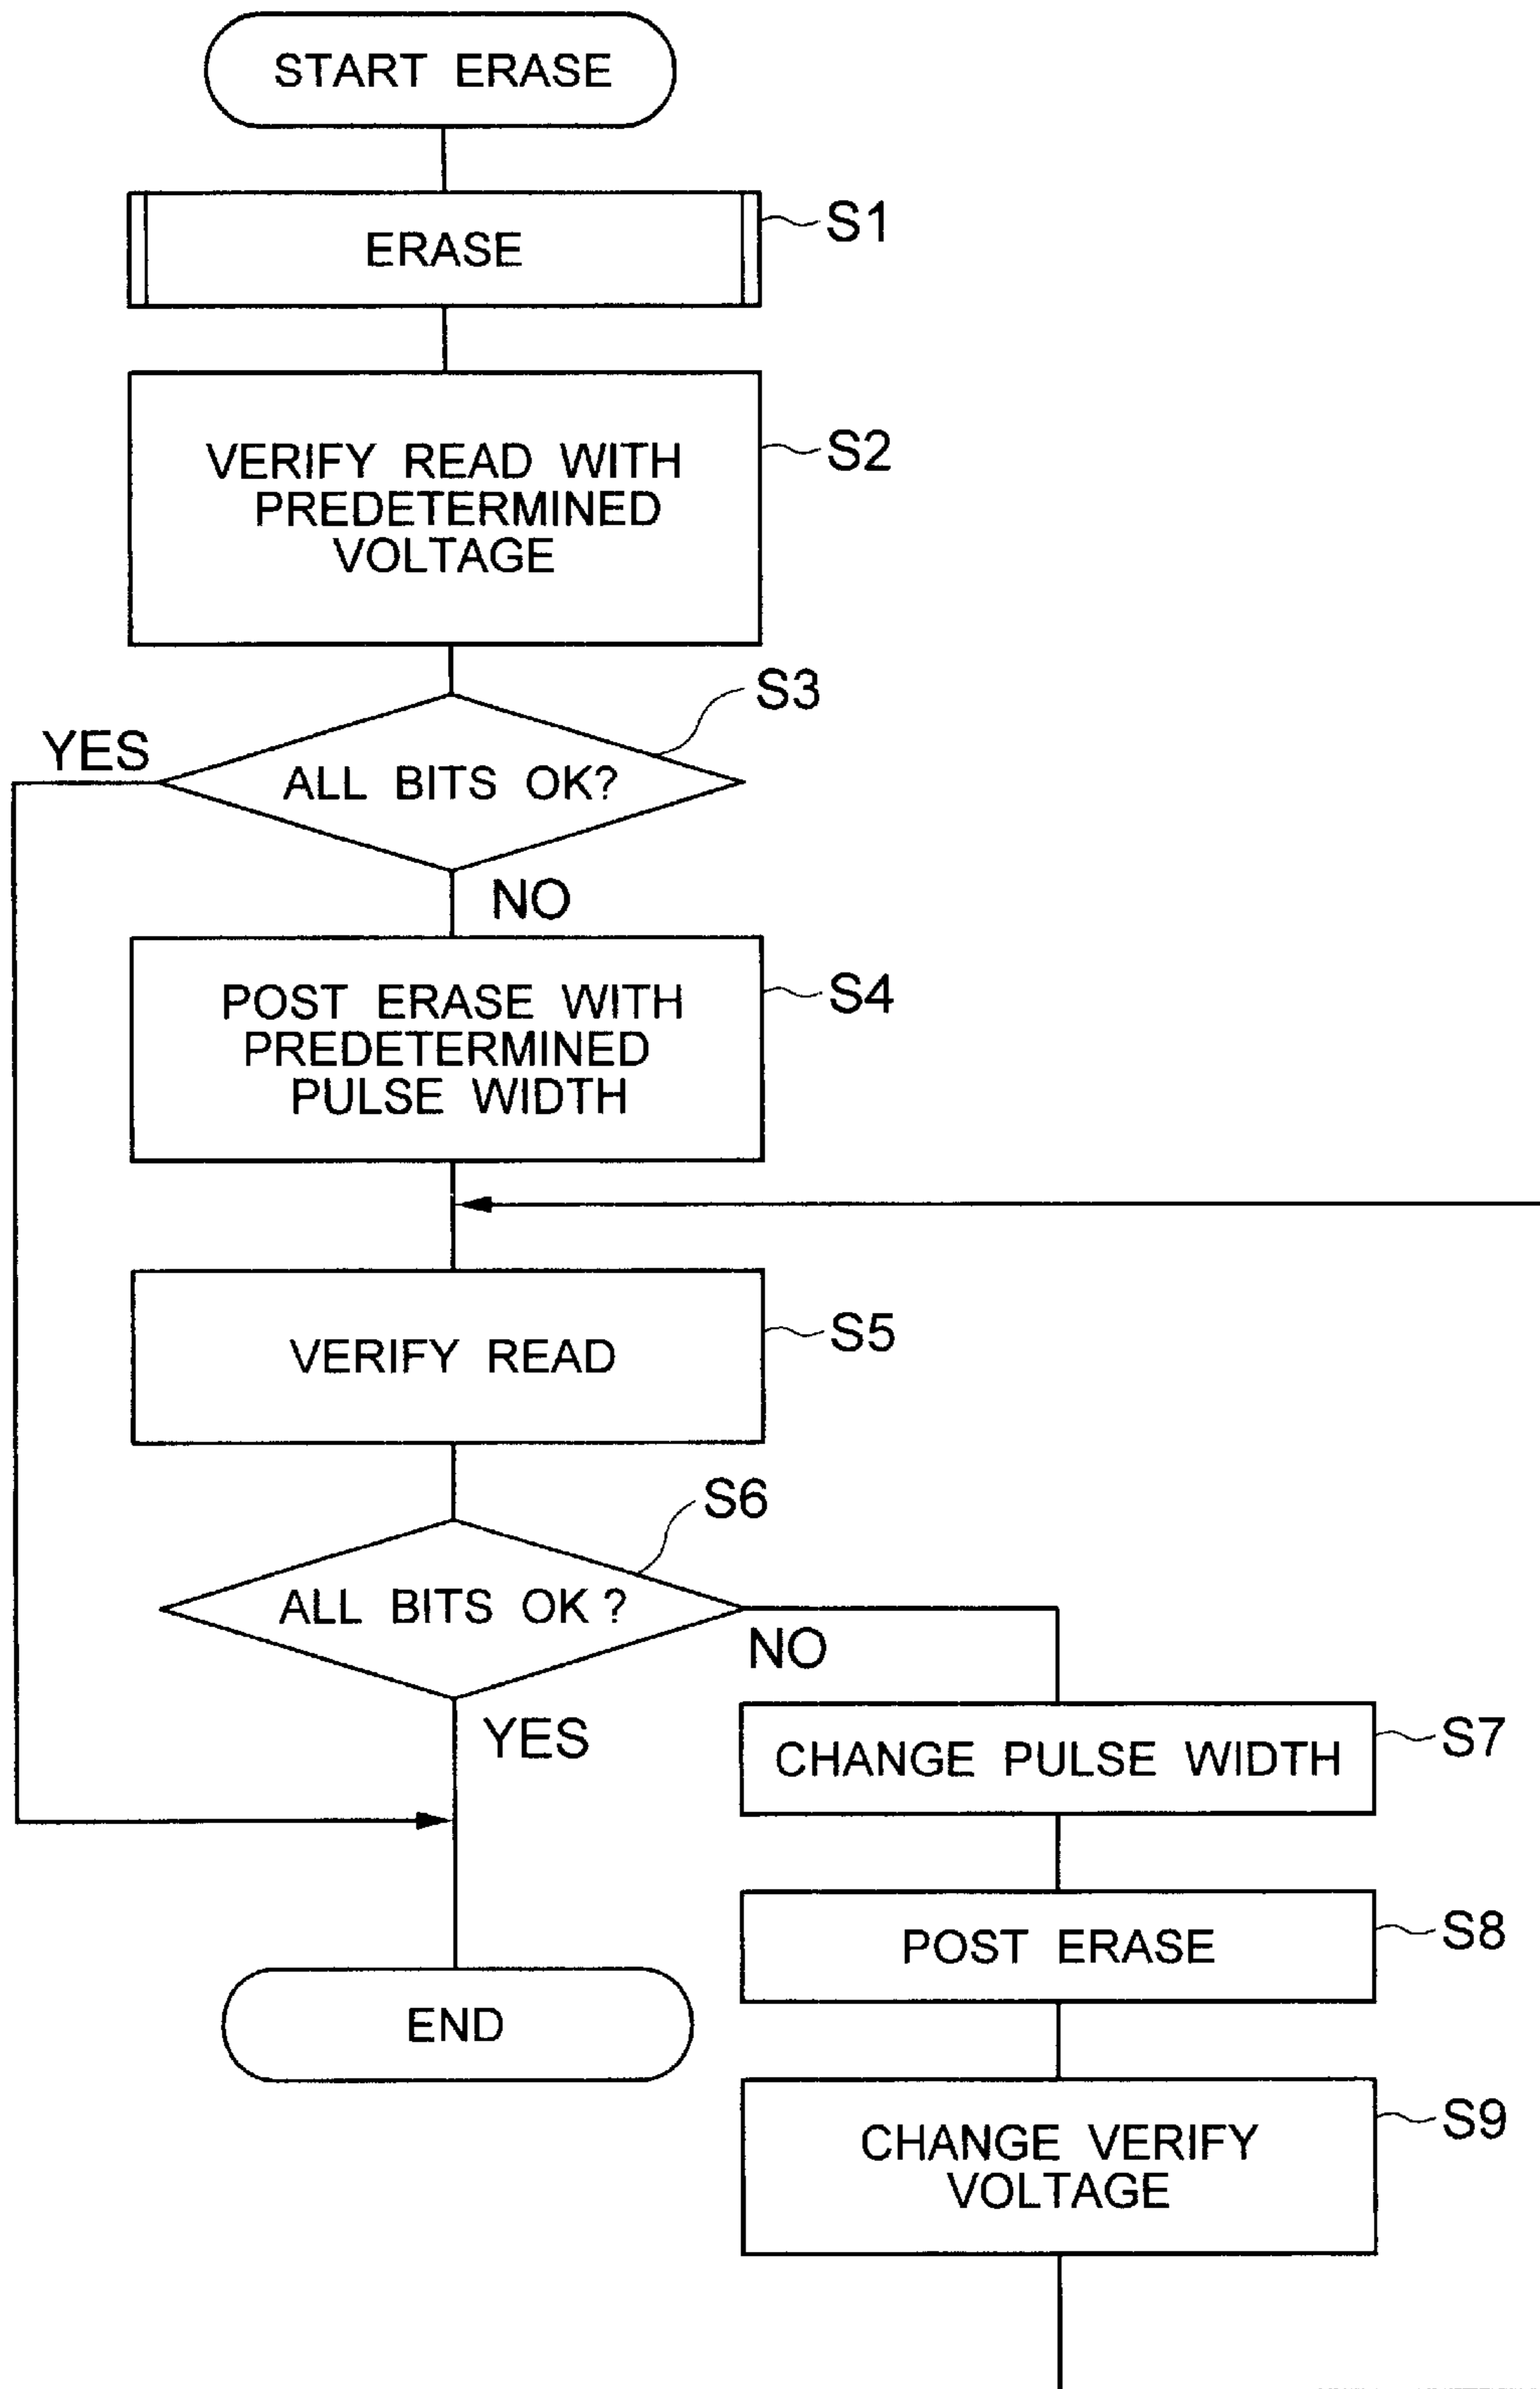 START ERASE
ERASE
S1
VERIFY READ WITH
PREDETERMINED
VOLTAGE
S2
S3
YES
ALL BITS OK?
NO
POST ERASE WITH
PREDETERMINED
PULSE WIDTH
S4
VERIFY READ
S5
S6
ALL BITS OK ?
NO
YES
CHANGE PULSE WIDTH
S7
POST ERASE
S8
END
CHANGE VERIFY
VOLTAGE
S9